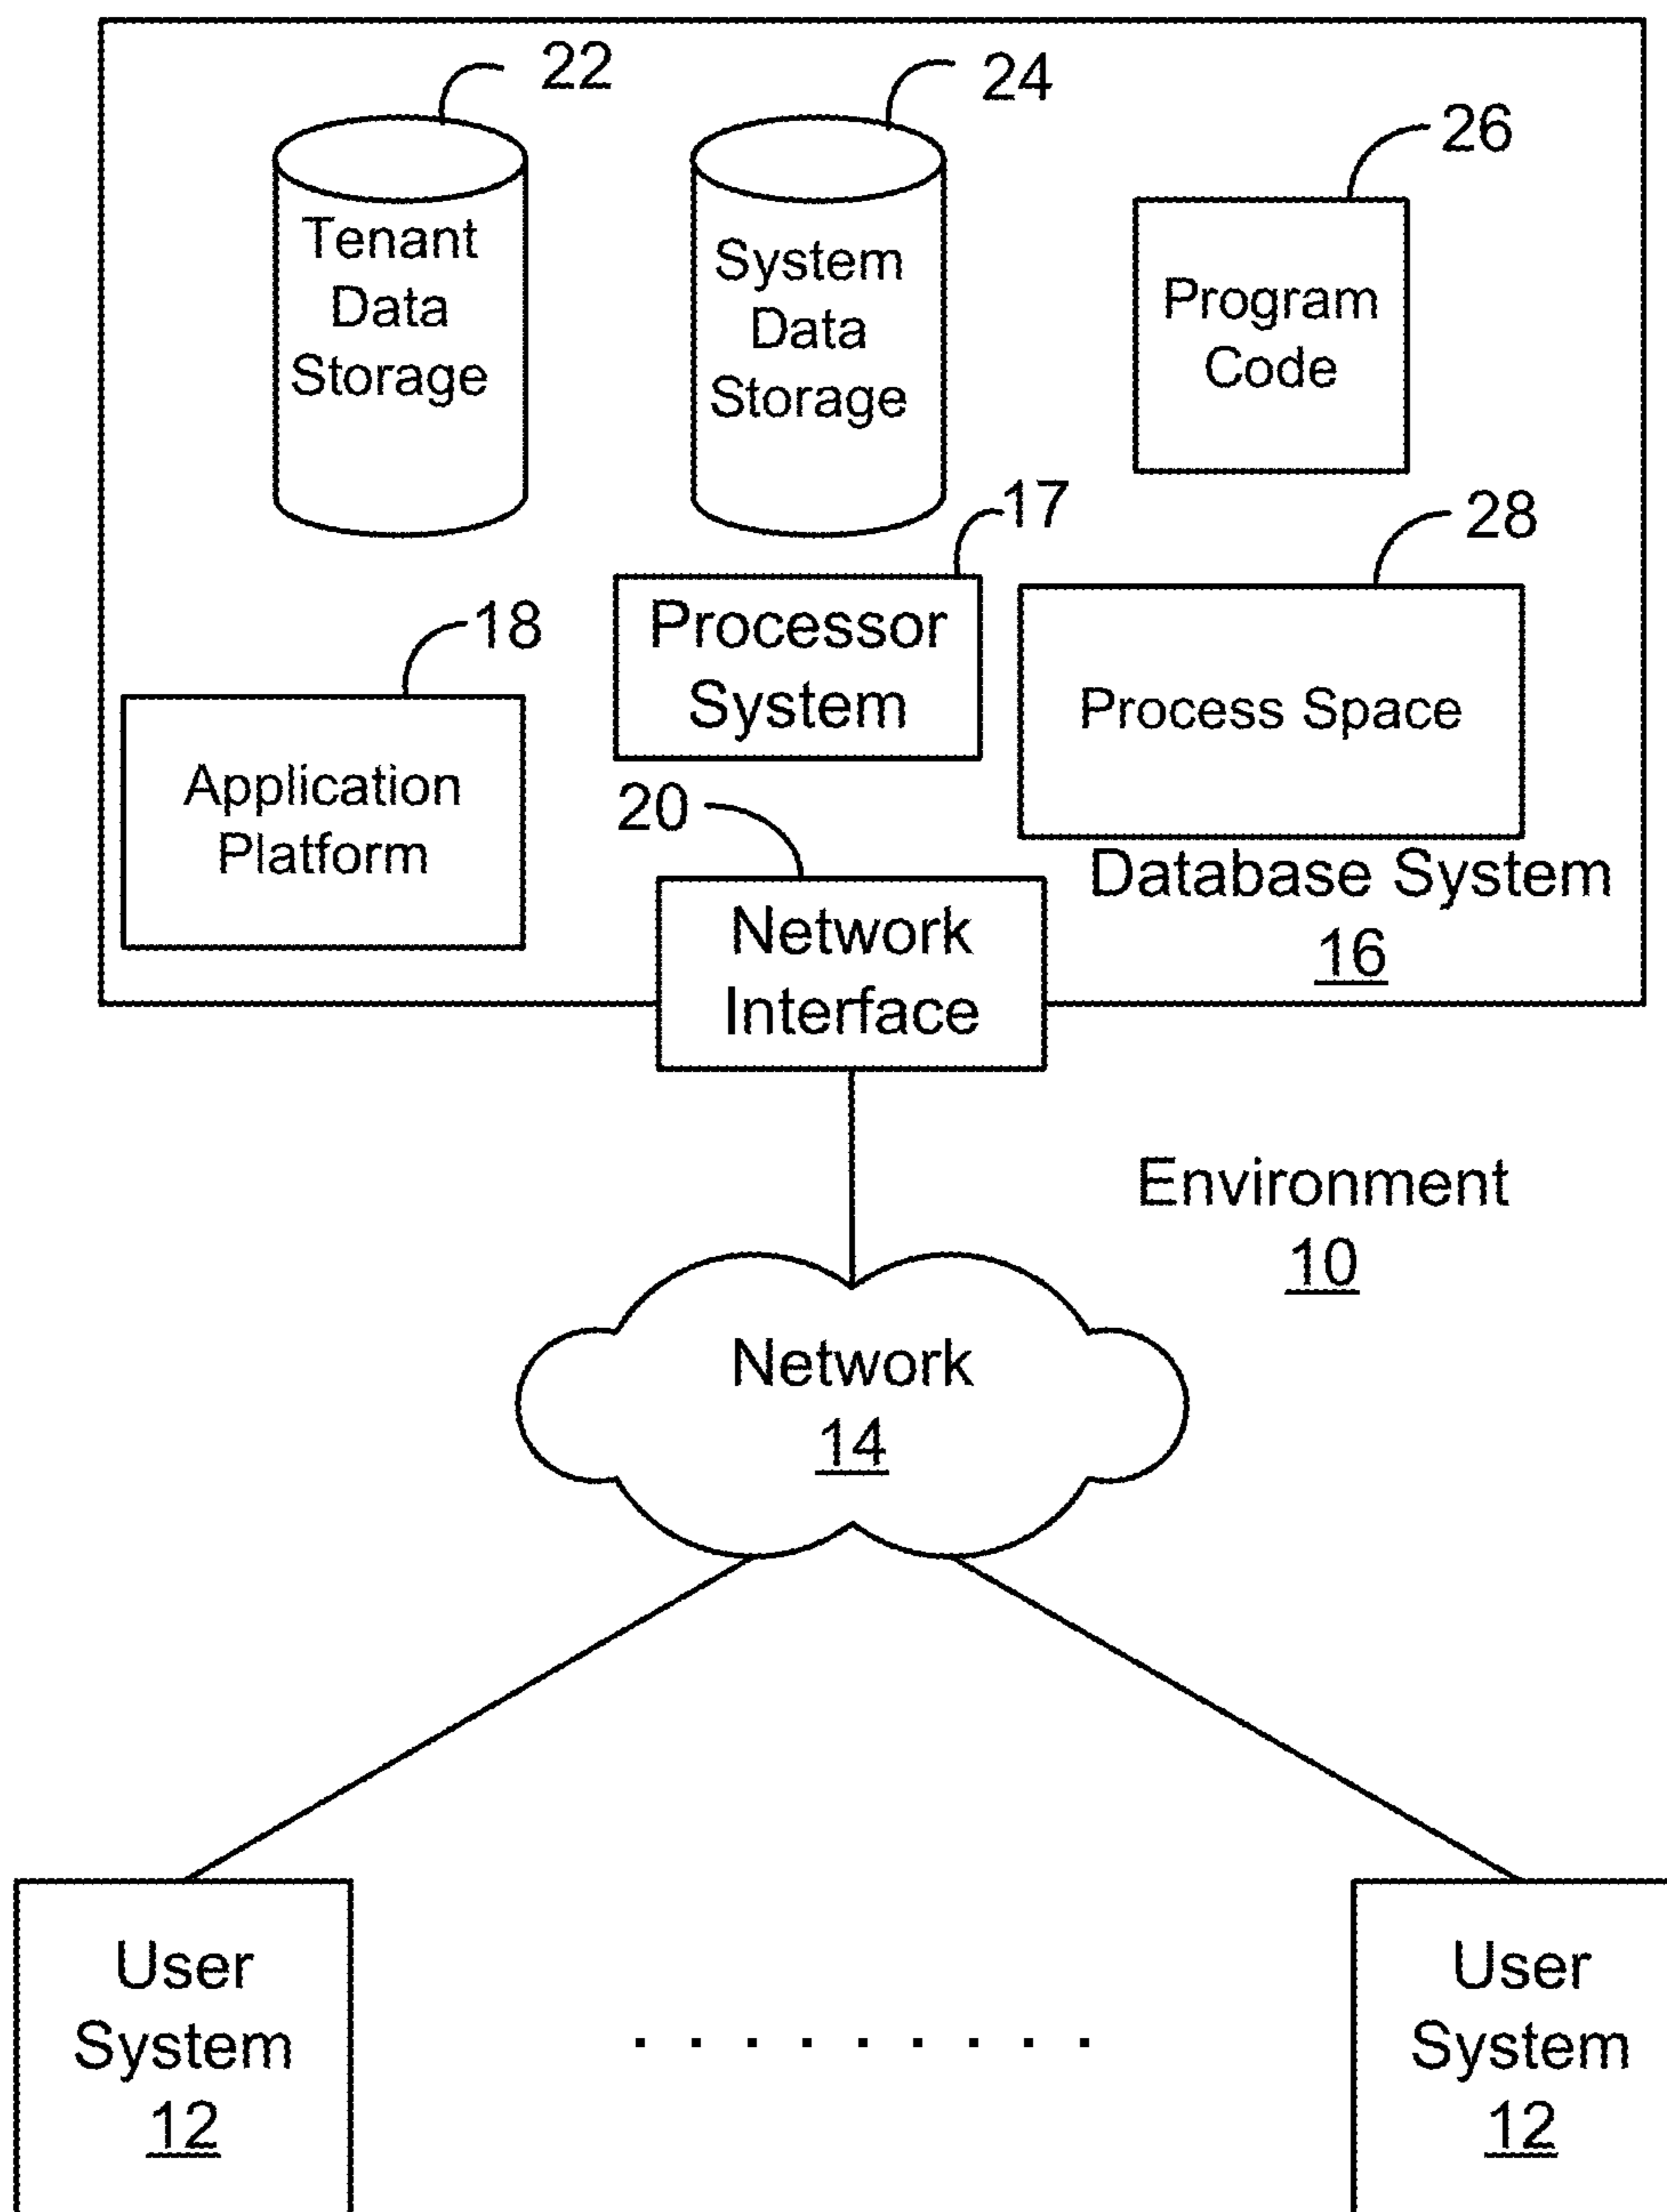 22
24
26
Tenant
Data
Storage
System
Data
Storage
Program
Code
17
28
18
Processor
System
Process Space
Application
Platform
20
Database System
16
Network
Interface
Environment
10
Network
14
User
System
12
. . . . . . . . .
User
System
12